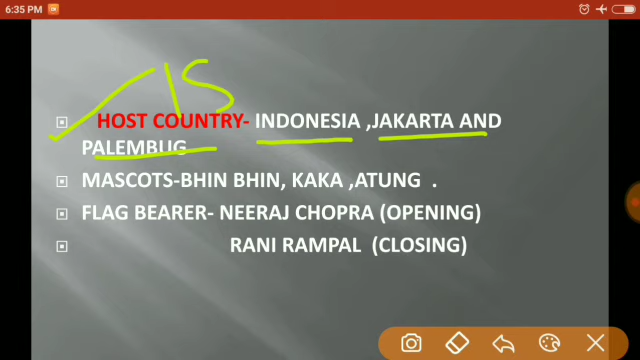 6:35 PM
18
HOST COUNTRY- INDONESIA ,JAKARTA AND
PALEMBUG
MASCOTS-BHIN BHIN, KAKA ,ATUNG .
FLAG BEARER- NEERAJ CHOPRA (OPENING)
RANI RAMPAL (CLOSING)